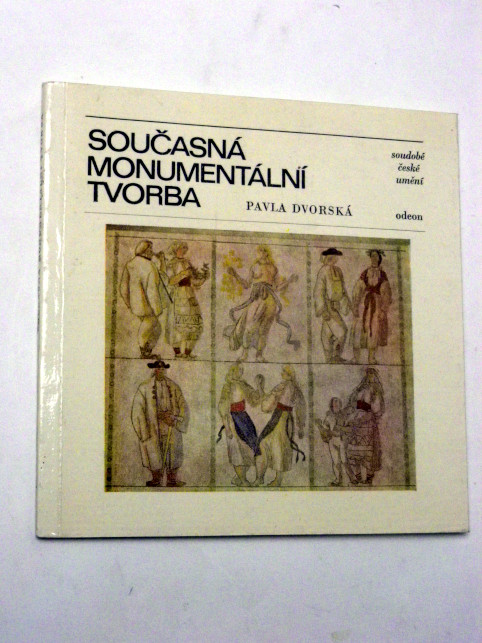 SOUČASNÁ
MONUMENTÁLNÍ
TVORBA
PAVLA DVORSKÁ
soudobé
české
umění
odeon